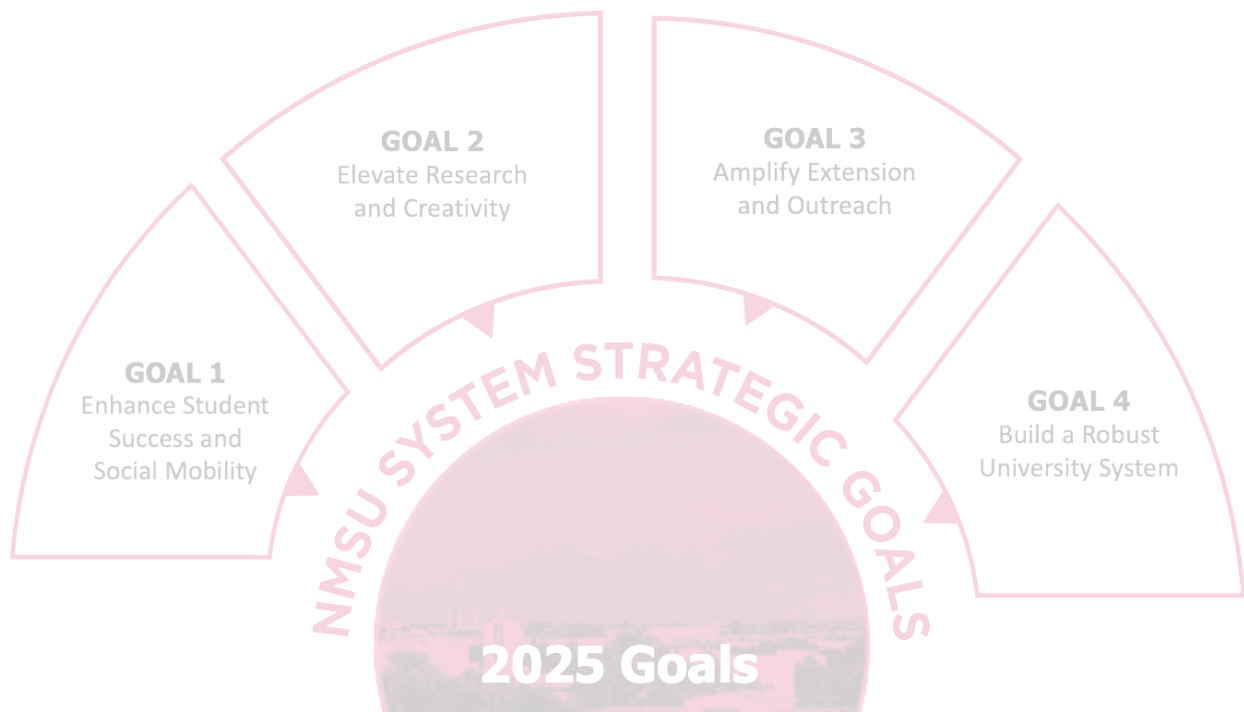 GOAL 1
Enhance Student
Success and
Social Mobility
GOAL 2
Elevate Research
and Creativity
GOAL 3
Amplify Extension
and Outreach
GOAL 4
Build a Robust
University System
NMSU SYSTEM STRATEGIC GOALS
2025 Goals